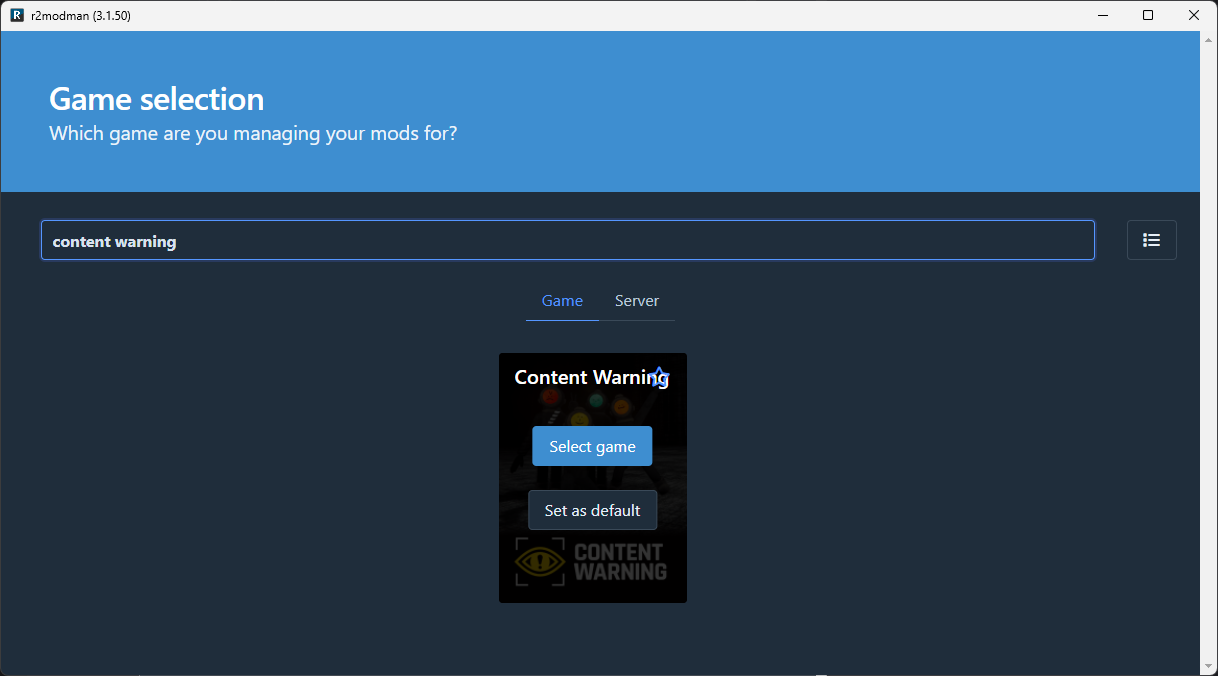 R r2modman (3.1.50)
Game selection
Which game are you managing your mods for?
content warning
Game Server
Content Warning
Select game
Set as default
CONTENT
WARNING